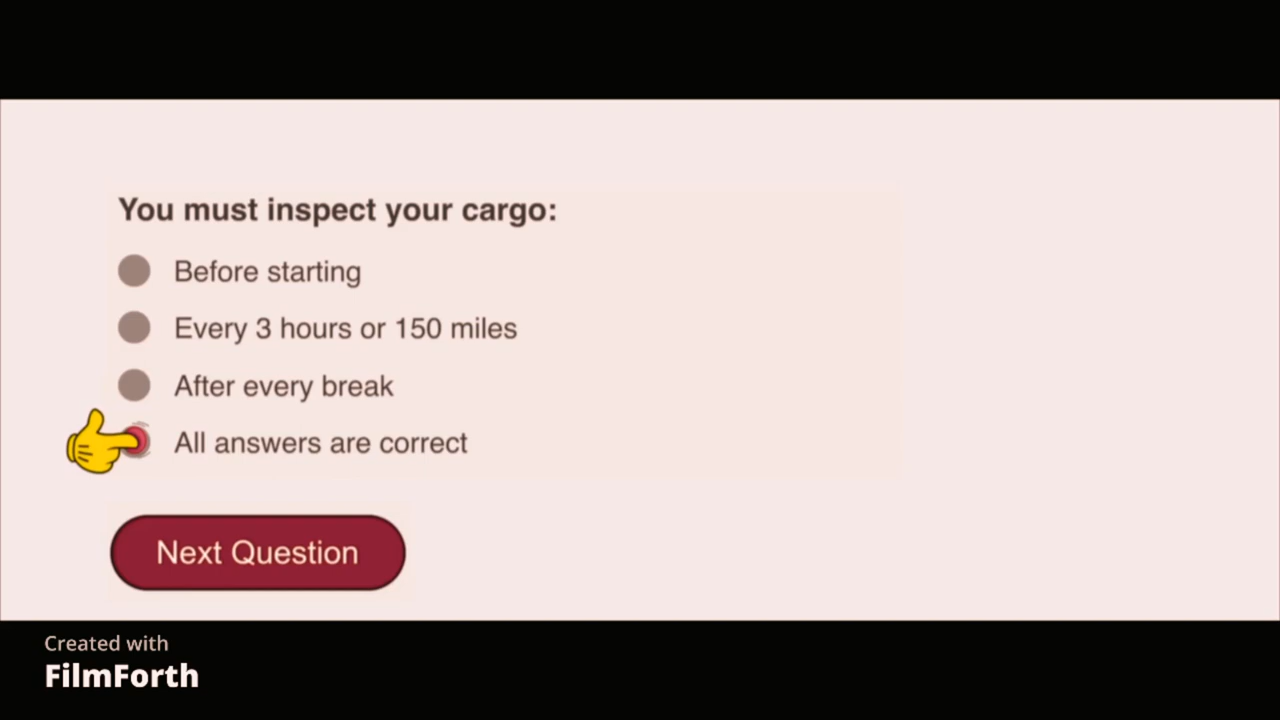 You must inspect your cargo:
Before starting
Every 3 hours or 150 miles
After every break
All answers are correct
Next Question
Created with
FilmForth